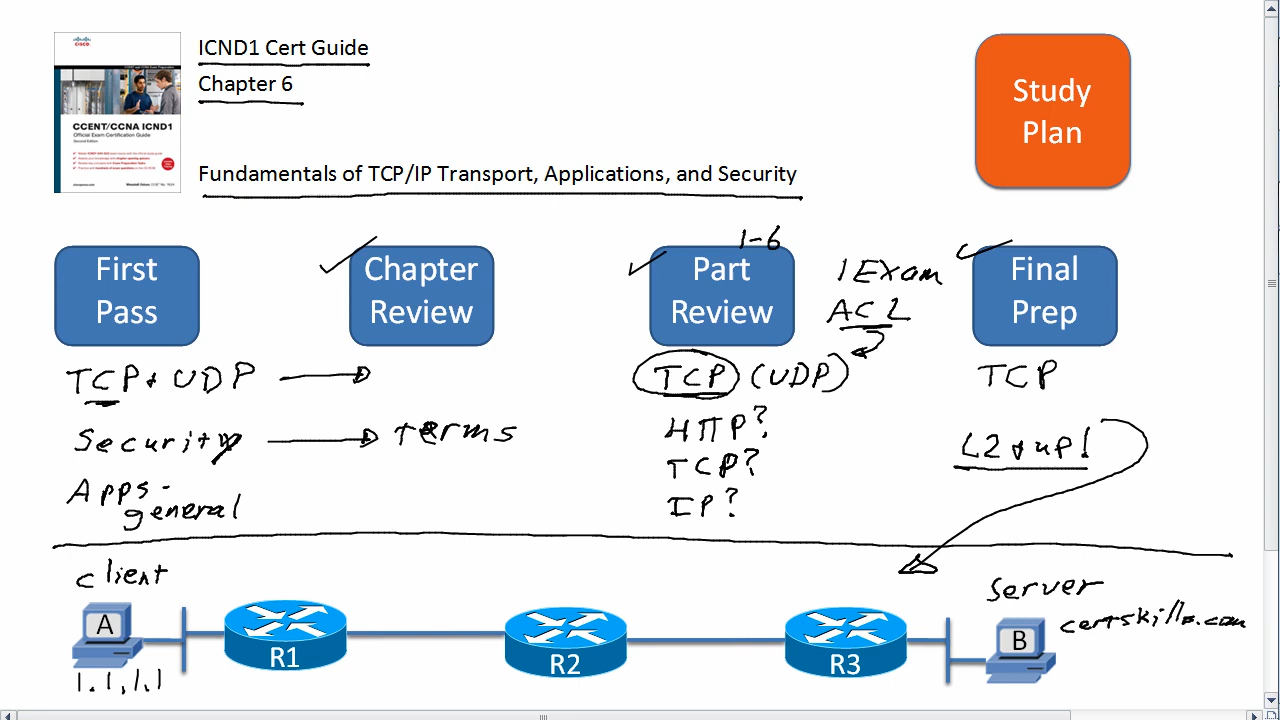 CISCO
ICND1 Cert Guide
Chapter 6
CCENT/CCNA ICND1
Official Exam Certification Guide
Second Edition
Fundamentals of TCP/IP Transport, Applications, and Security
Study
Plan
First
Pass
Chapter
Review
1-6
Part
Review
1 Exam
ACL
Final
Prep
TCP + UDP
Security
terms
Apps -
general
TCP (UDP)
HTTP?
TCP?
IP?
TCP
L2 + up!
client
A
1.1.1.1
R1
R2
R3
server
certskills.com
B